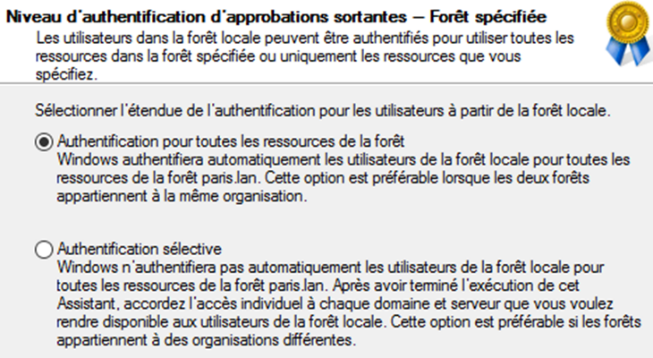 Niveau d'authentification d'approbations sortantes – Forêt spécifiée
Les utilisateurs dans la forêt locale peuvent être authentifiés pour utiliser toutes les
ressources dans la forêt spécifiée ou uniquement les ressources que vous
spécifiez.
Sélectionner l'étendue de l'authentification pour les utilisateurs à partir de la forêt locale.
Authentification pour toutes les ressources de la forêt
Windows authentifiera automatiquement les utilisateurs de la forêt locale pour toutes les
ressources de la forêt paris.lan. Cette option est préférable lorsque les deux forêts
appartiennent à la même organisation.
Authentification sélective
Windows n'authentifiera pas automatiquement les utilisateurs de la forêt locale pour
toutes les ressources de la forêt paris.lan. Après avoir terminé l'exécution de cet
Assistant, accordez l'accès individuel à chaque domaine et serveur que vous voulez
rendre disponible aux utilisateurs de la forêt locale. Cette option est préférable si les forêts
appartiennent à des organisations différentes.